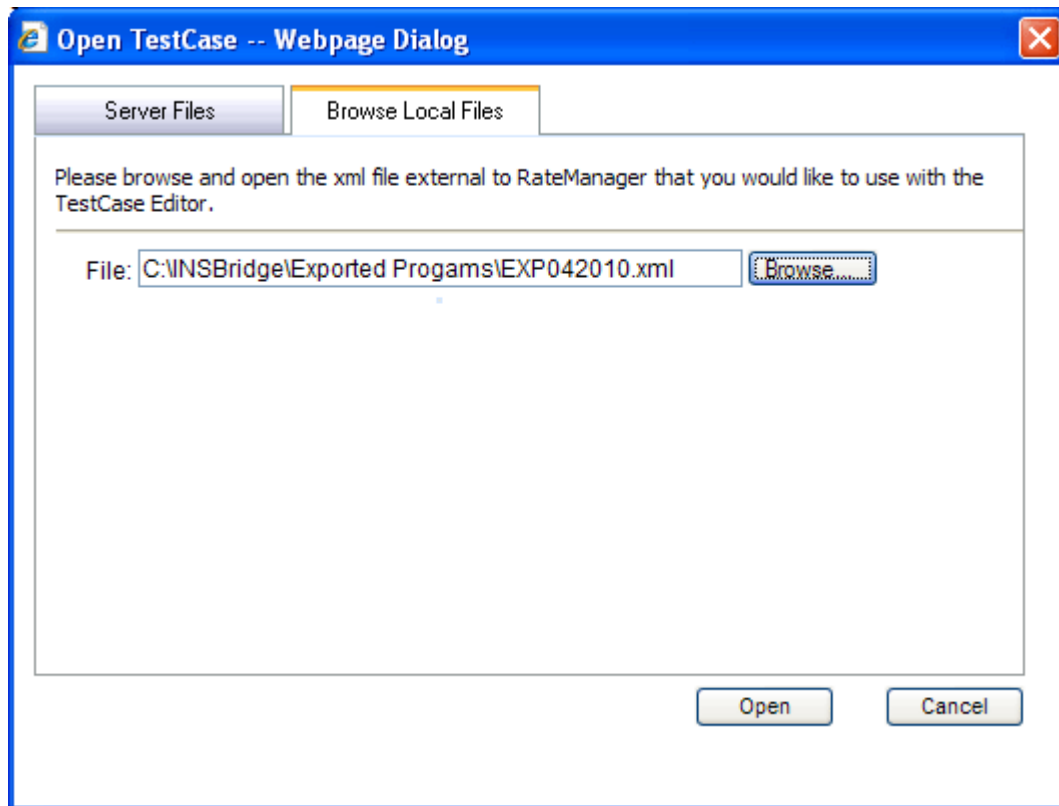 Open TestCase -- Webpage Dialog
Server Files
Browse Local Files
Please browse and open the xml file external to RateManager that you would like to use with the
TestCase Editor.
File: C:\INSBridge\Exported Progams\EXP042010.xml Browse.....
Open Cancel